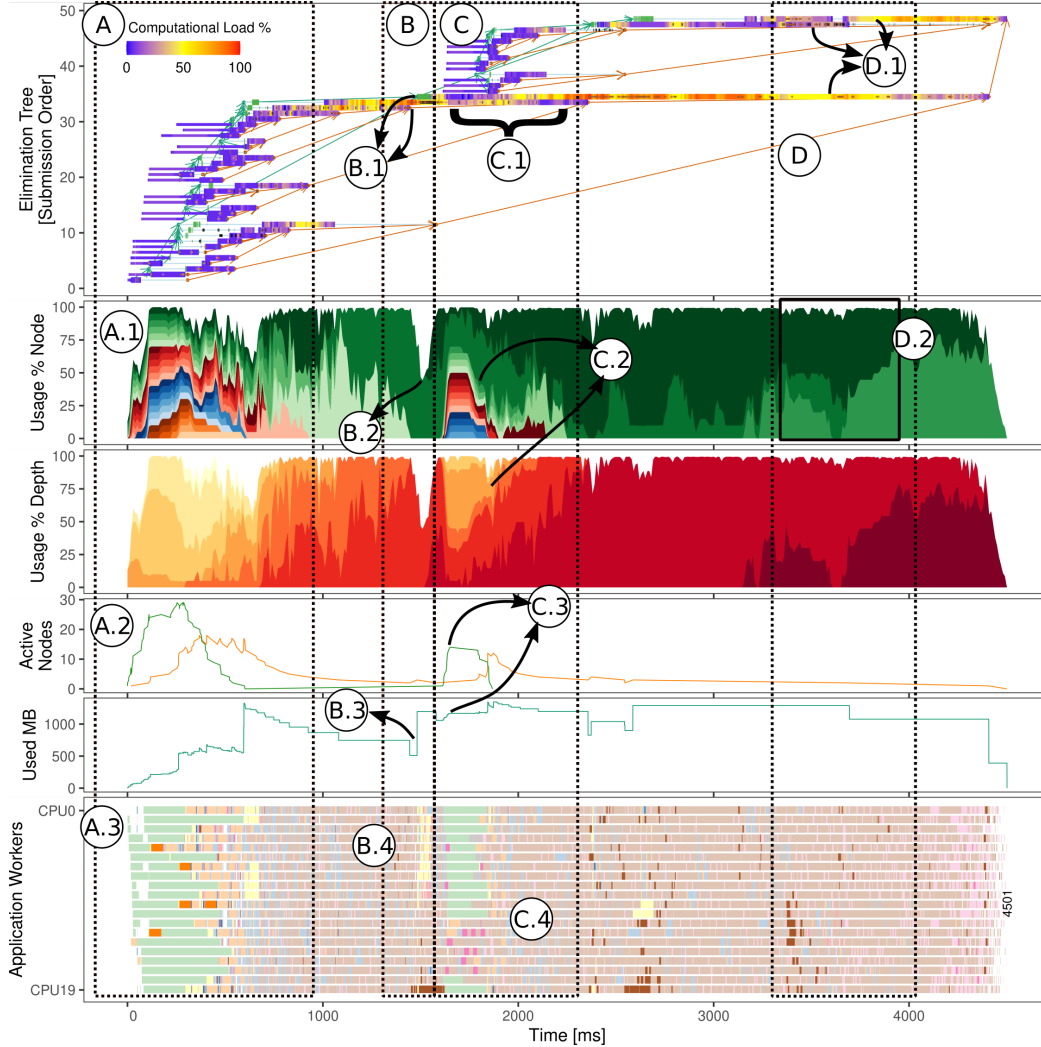 A
Computational Load %
0 50 100
B
C
D.1
B.1
C.1
D
Elimination Tree
[Submission Order]
50
40
30
20
10
0
A.1
B.2
C.2
D.2
Usage % Node
100
75
50
25
0
Usage % Depth
100
75
50
25
0
A.2
C.3
Active
Nodes
30
20
10
0
B.3
Used MB
1000
500
0
A.3
B.4
C.4
Application Workers
CPU0
CPU19
4501
0 1000 2000 3000 4000
Time [ms]